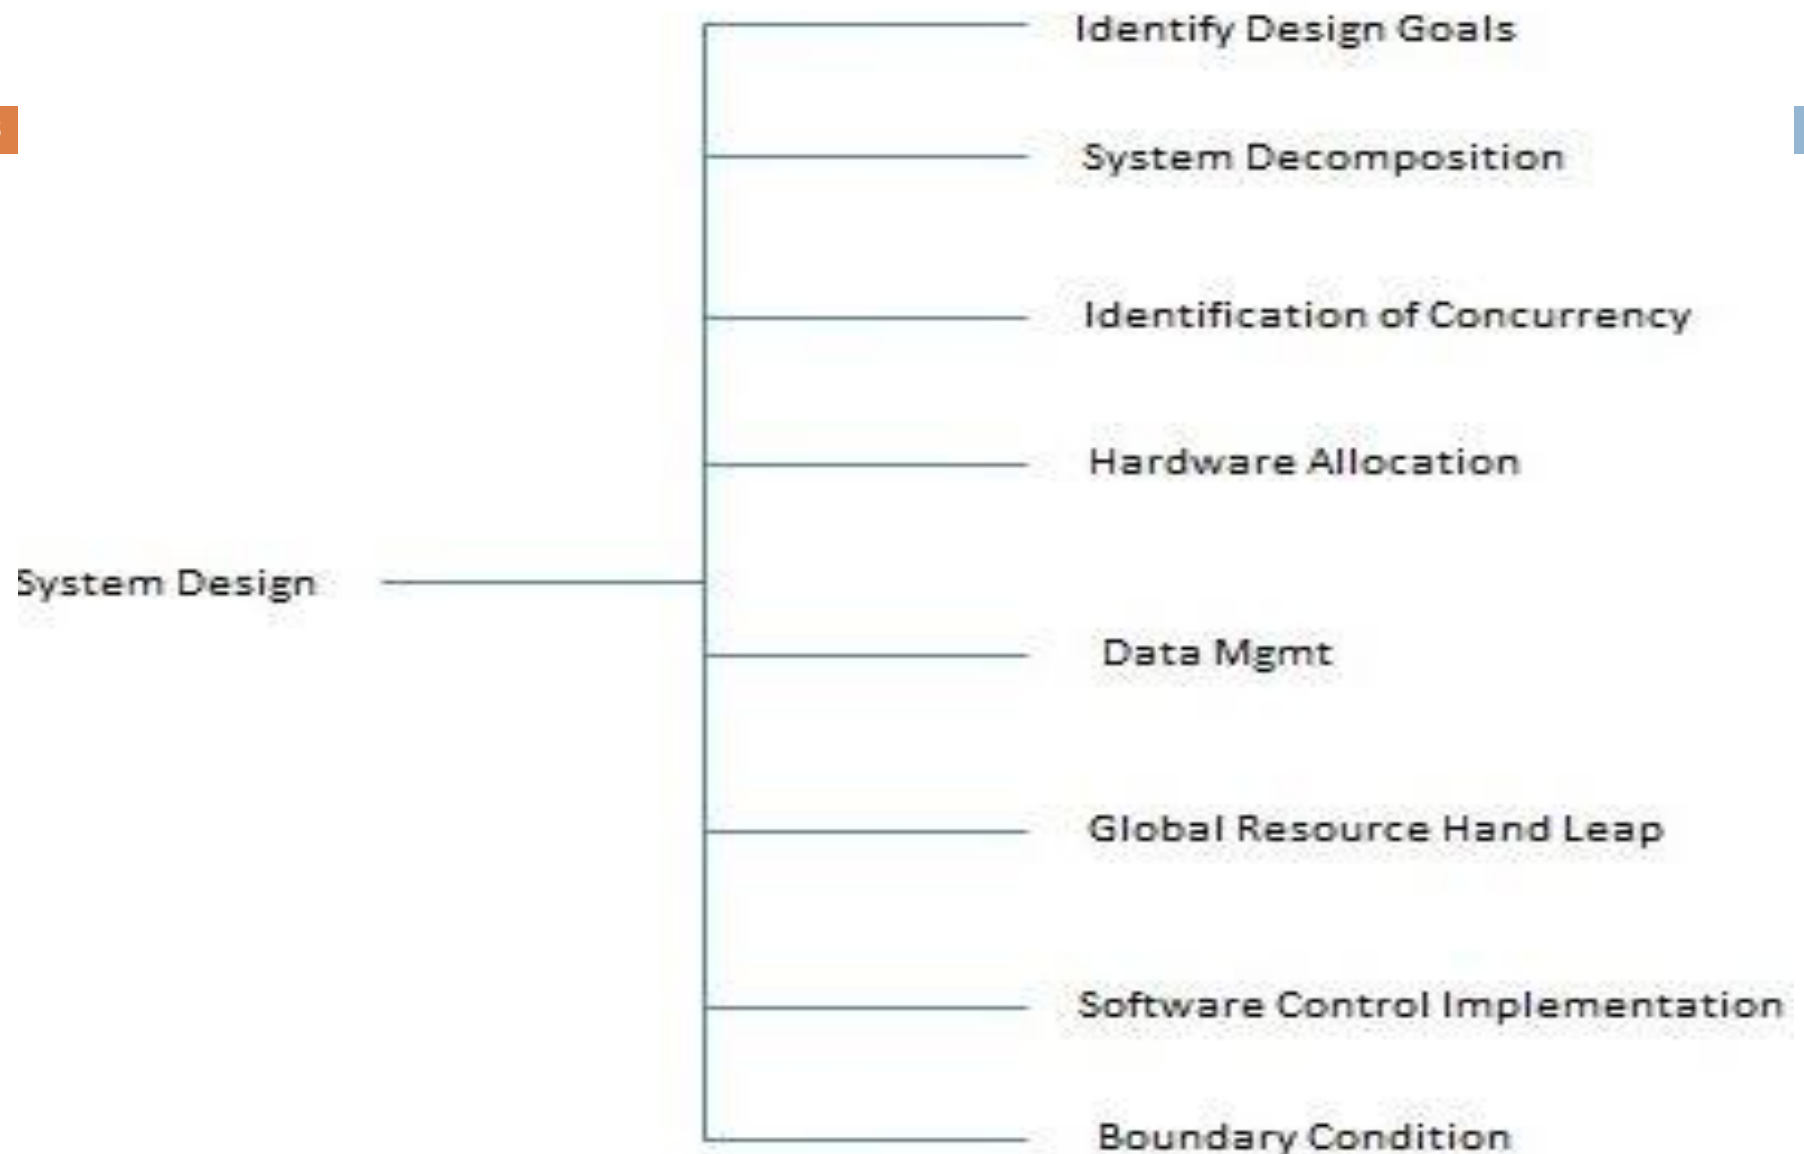 Identify Design Goals
System Decomposition
Identification of Concurrency
Hardware Allocation
System Design
Data Mgmt
Global Resource Hand Leap
Software Control Implementation
Boundary Condition